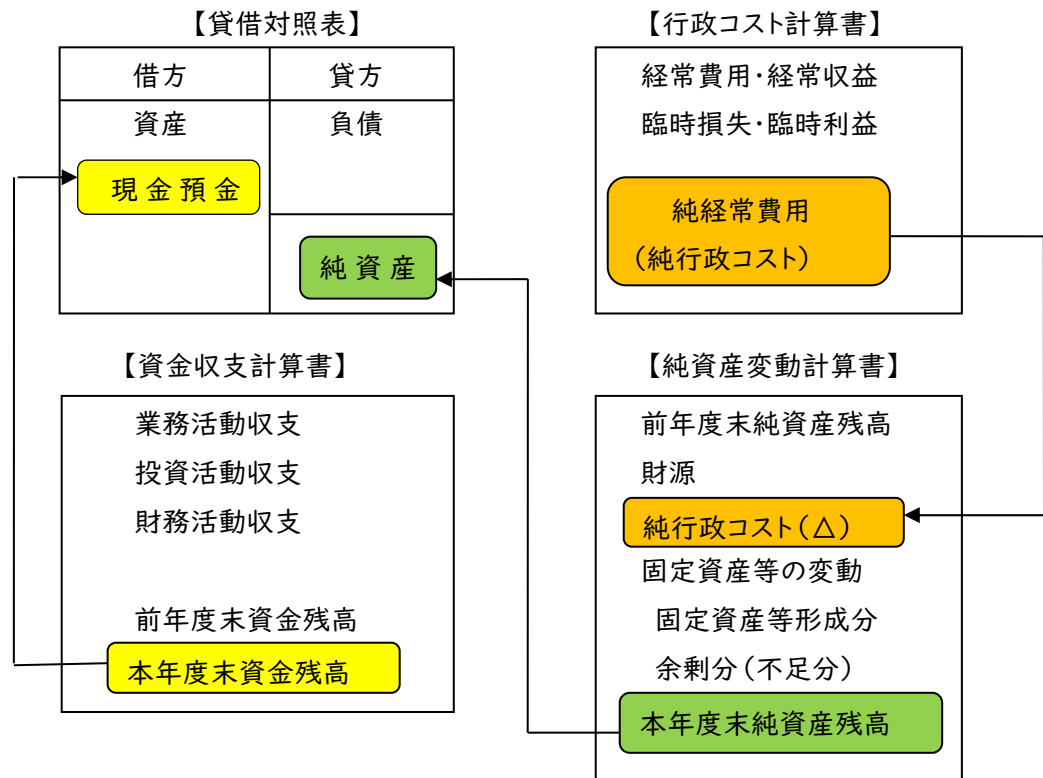 【貸借対照表】
借方
貸方
資産
負債
現金預金
純資産
【行政コスト計算書】
経常費用・経常収益
臨時損失・臨時利益
純経常費用
（純行政コスト）
【資金収支計算書】
業務活動収支
投資活動収支
財務活動収支
前年度末資金残高
本年度末資金残高
【純資産変動計算書】
前年度末純資産残高
財源
純行政コスト（△）
固定資産等の変動
固定資産等形成分
余剰分（不足分）
本年度末純資産残高